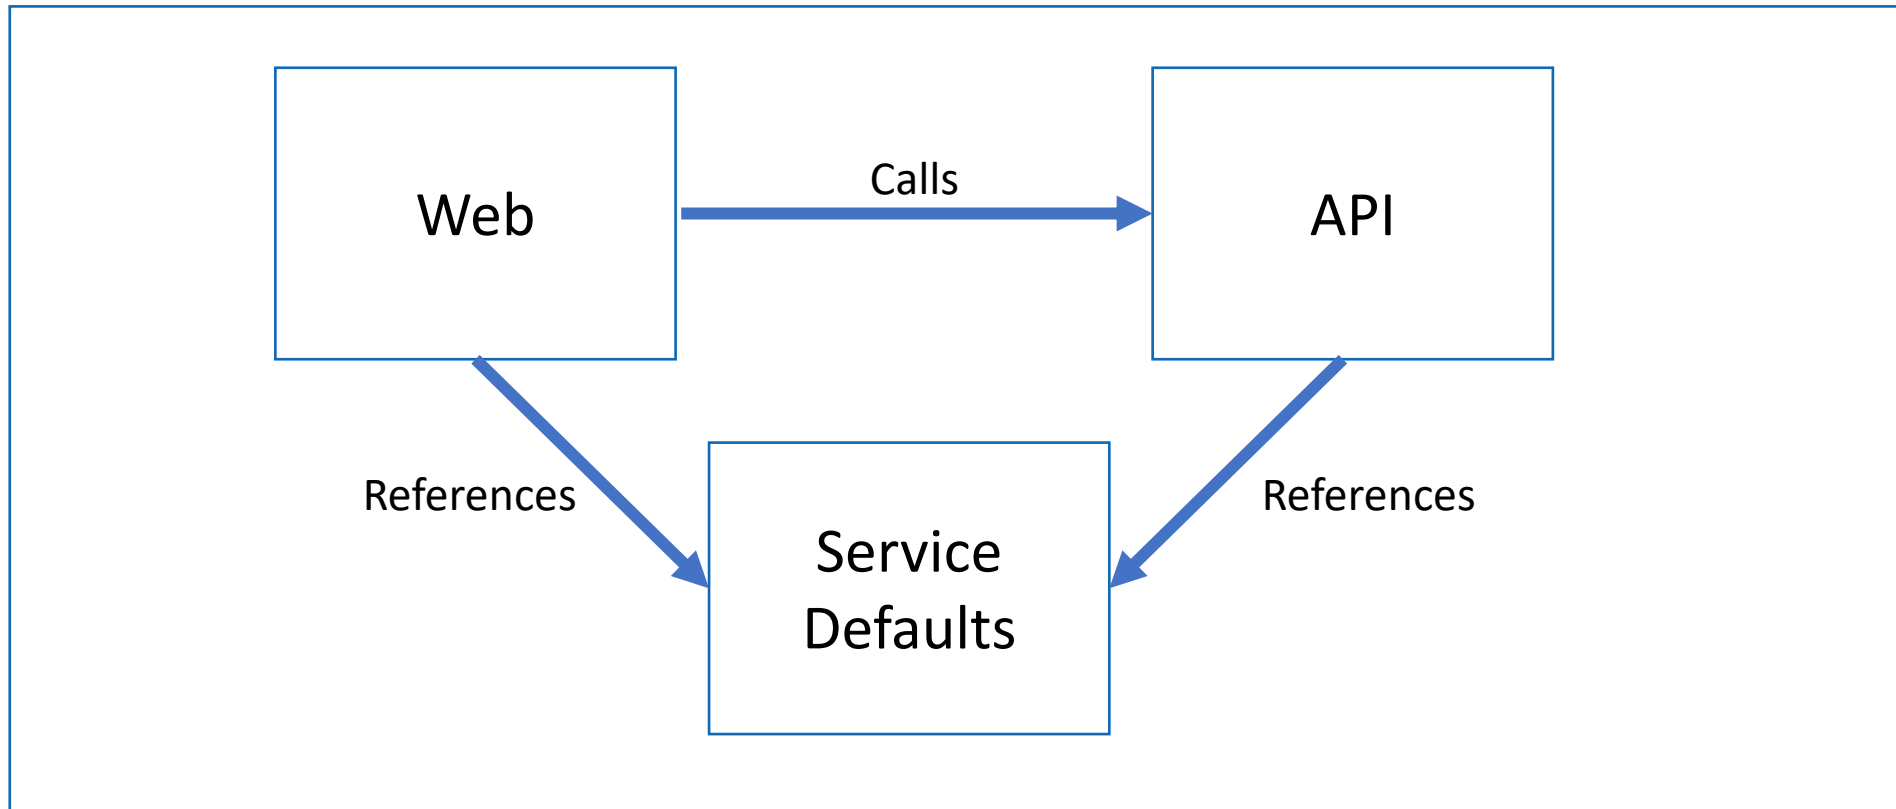 Calls
Web
API
References
References
Service
Defaults